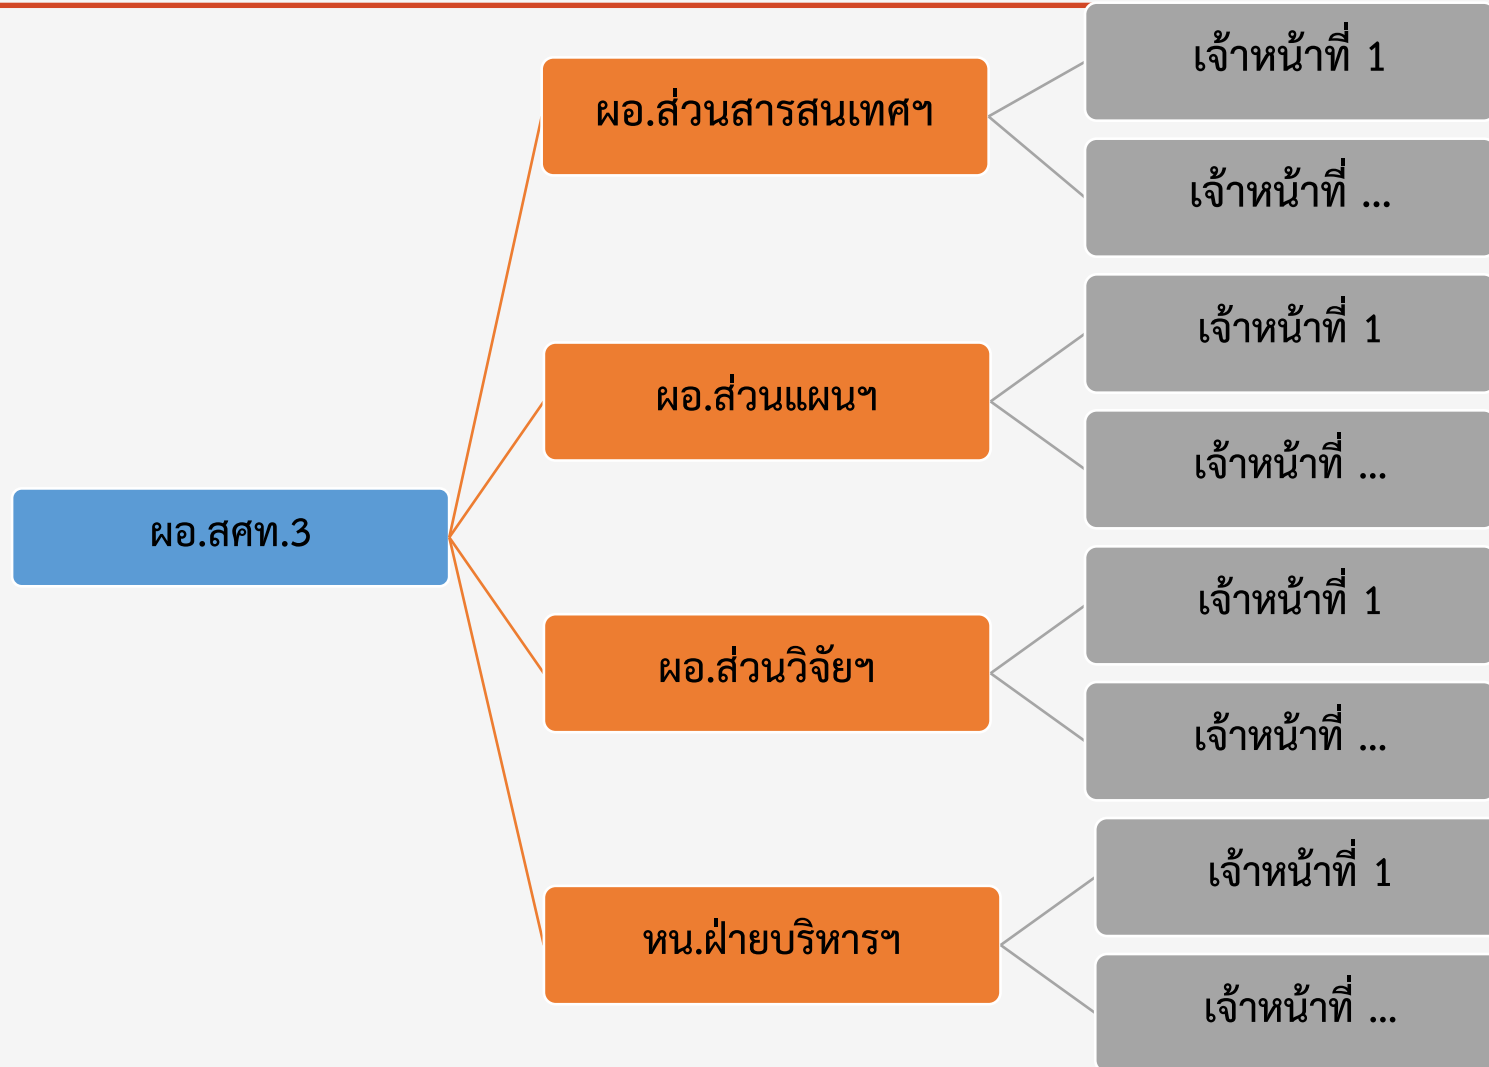 ผอ.สศท.3
ผอ.ส่วนสารสนเทศฯ
เจ้าหน้าที่ 1
เจ้าหน้าที่ ...
ผอ.ส่วนแผนฯ
เจ้าหน้าที่ 1
เจ้าหน้าที่ ...
ผอ.ส่วนวิจัยฯ
เจ้าหน้าที่ 1
เจ้าหน้าที่ ...
หน.ฝ่ายบริหารฯ
เจ้าหน้าที่ 1
เจ้าหน้าที่ ...